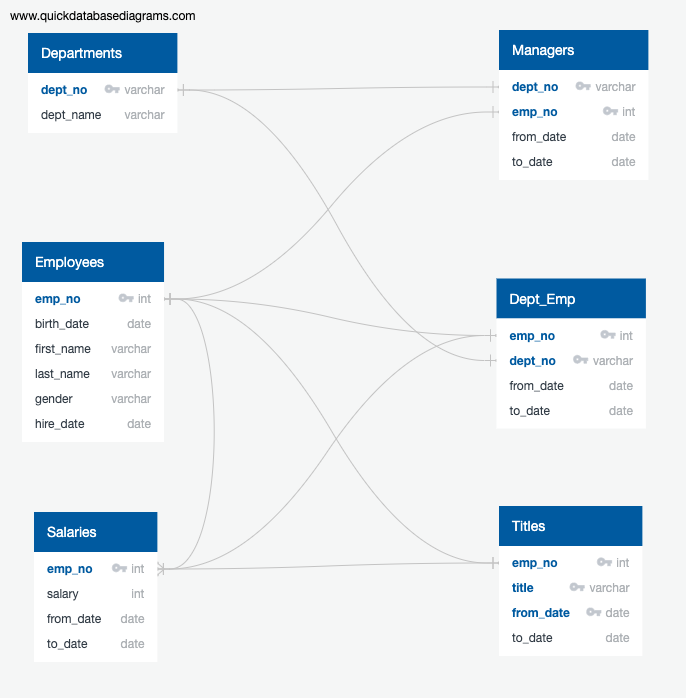 www.quickdatabasediagrams.com
Departments
dept_no varchar
dept_name varchar
Managers
dept_no varchar
emp_no int
from_date date
to_date date
Employees
emp_no int
birth_date date
first_name varchar
last_name varchar
gender varchar
hire_date date
Dept_Emp
emp_no int
dept_no varchar
from_date date
to_date date
Salaries
emp_no int
salary int
from_date date
to_date date
Titles
emp_no int
title varchar
from_date date
to_date date